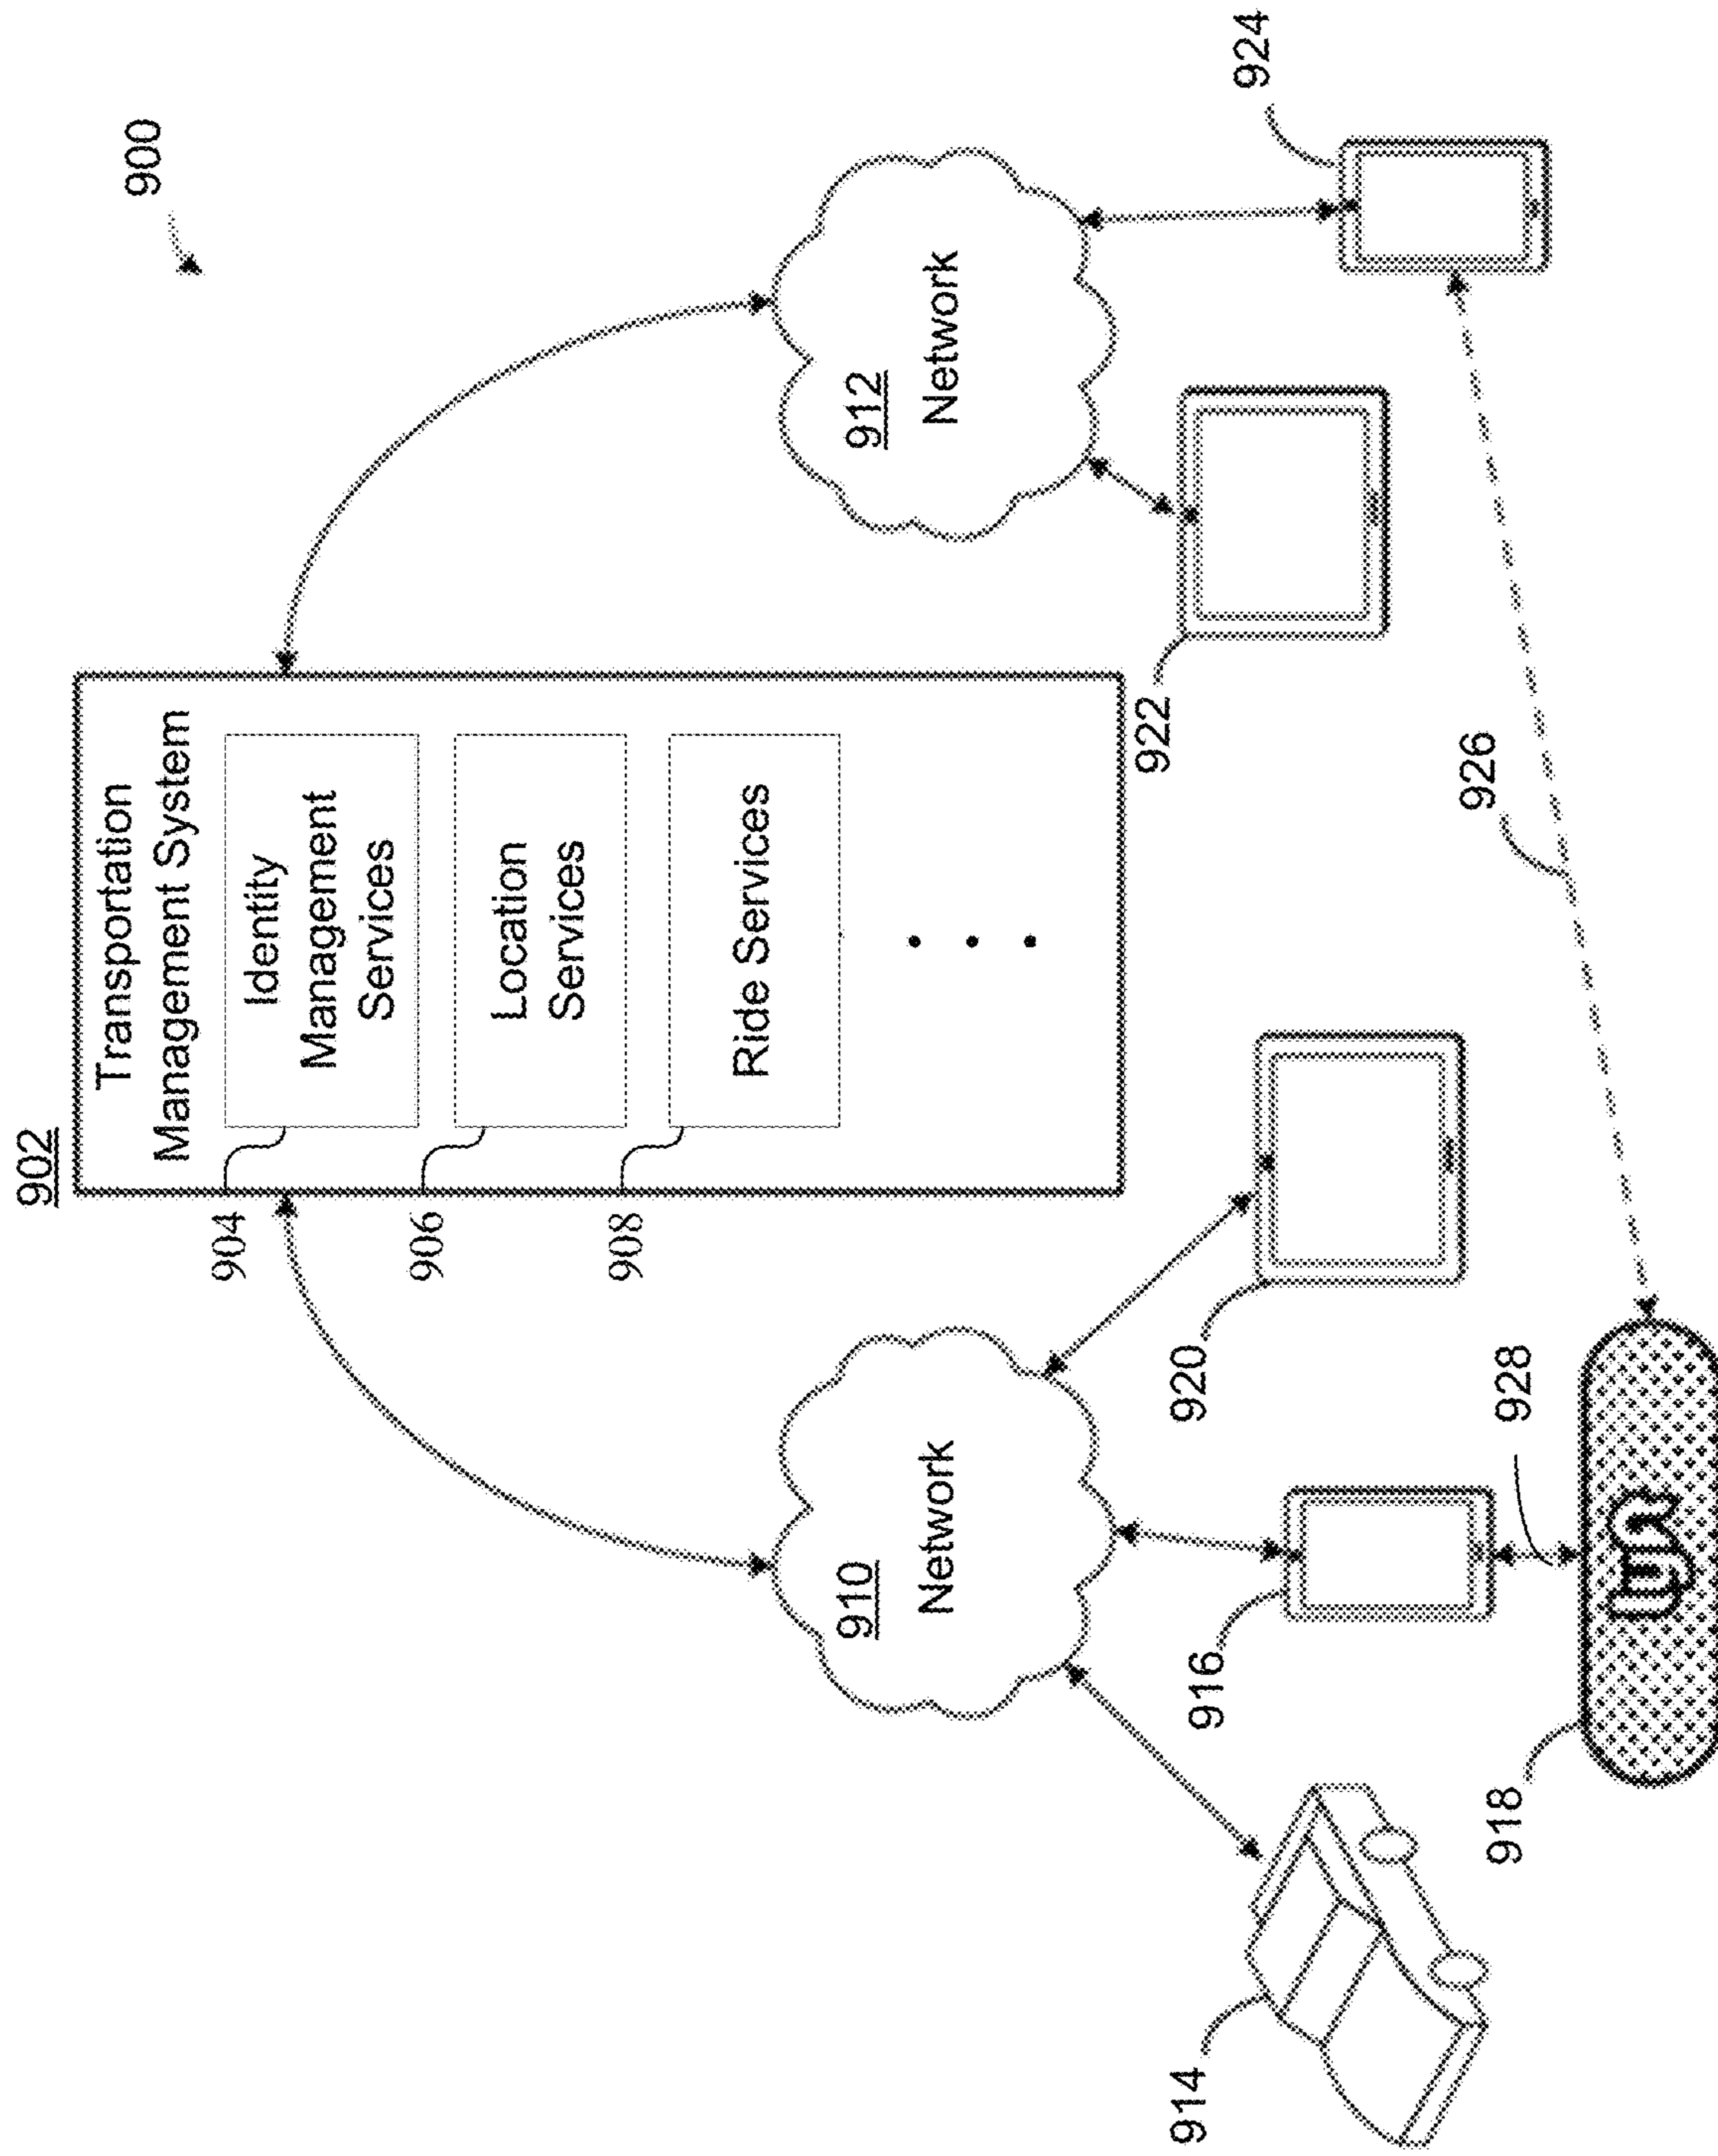 900
902
Transportation
Management System
904
Identity
Management
Services
906
Location
Services
908
Ride Services
910
Network
912
Network
914
916
918
920
922
924
926
928